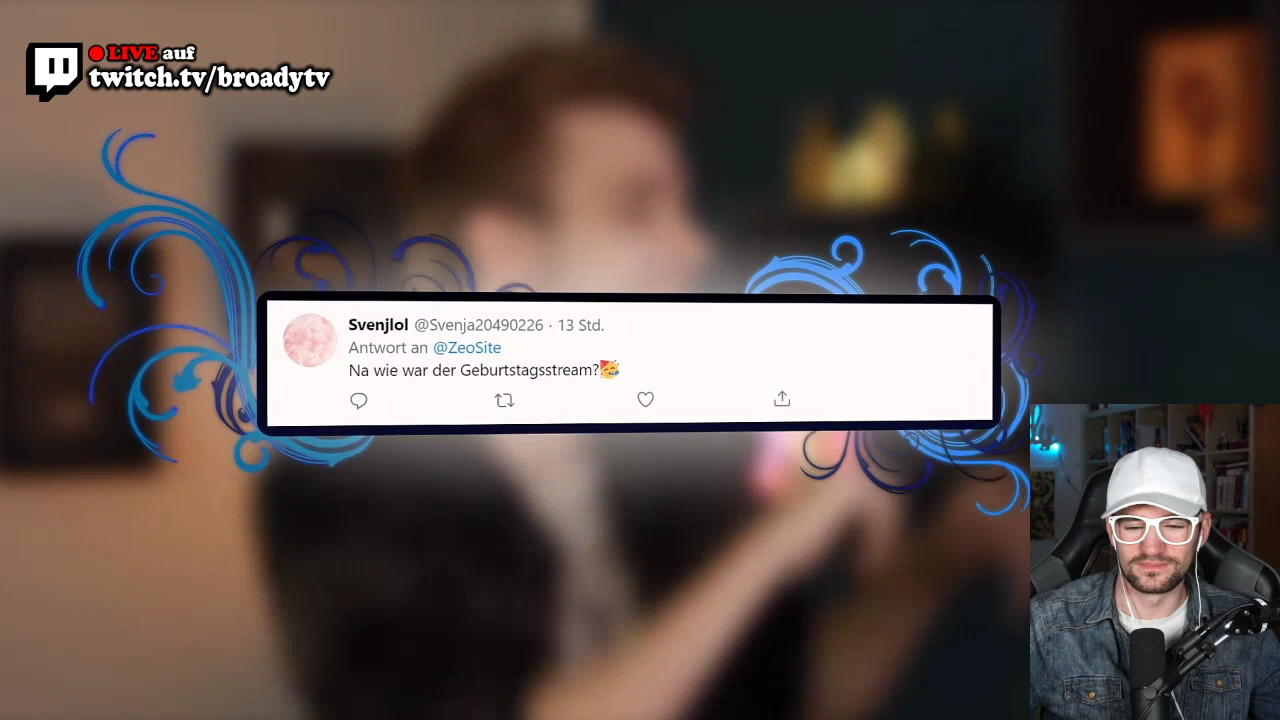 LIVE auf
twitch.tv/broadytv
Svenjlol @Svenja20490226 · 13 Std.
Antwort an @ZeoSite
Na wie war der Geburtstagsstream?🥳